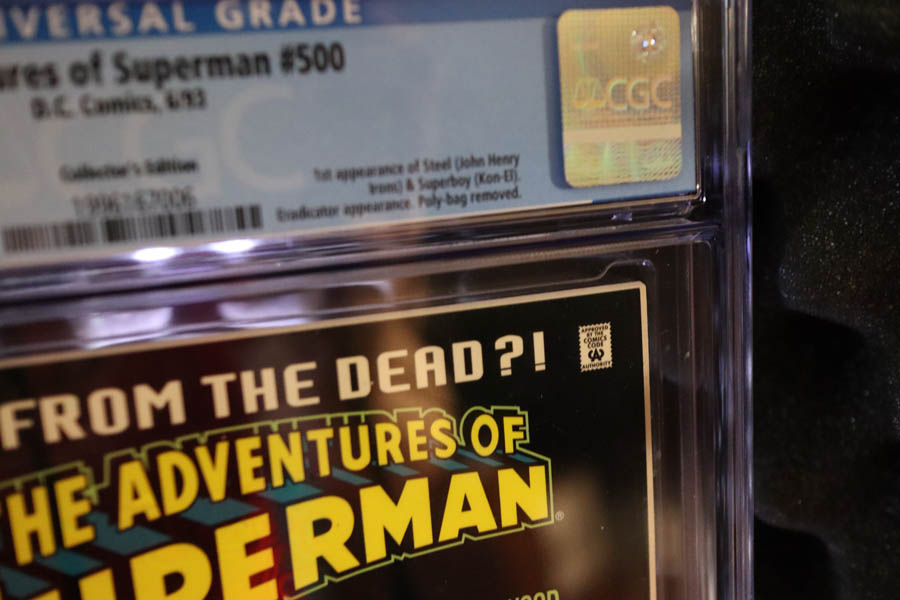 VERSAL GRADE
ures of Superman #500
D.C. Comics, 6/93
Collector's Edition
1st appearance of Steel (John Henry
Irons) & Superboy (Kon-El).
Eradicator appearance. Poly-bag removed.
CGC
FROM THE DEAD?!
APPROVED
BY THE
COMICS
CODE
CA
AUTHORITY
HE ADVENTURES OF
UPERMAN®